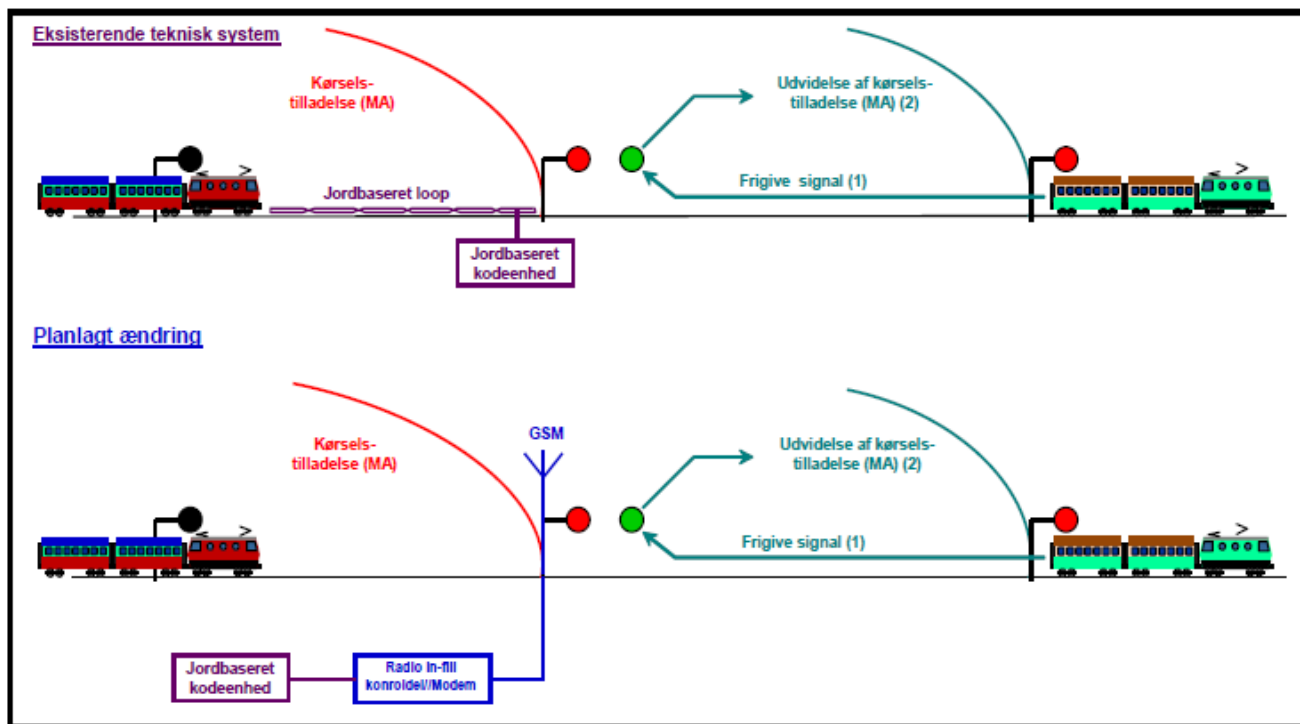 Eksisterende teknisk system
Kørsels-
tilladelse (MA)
Udvidelse af kørsels-
tilladelse (MA) (2)
Jordbaseret loop
Frigive signal (1)
Jordbaseret
kodeenhed
Planlagt ændring
Kørsels-
tilladelse (MA)
GSM
Udvidelse af kørsels-
tilladelse (MA) (2)
Frigive signal (1)
Jordbaseret
kodeenhed
Radio In-fill
konroldel//Modem